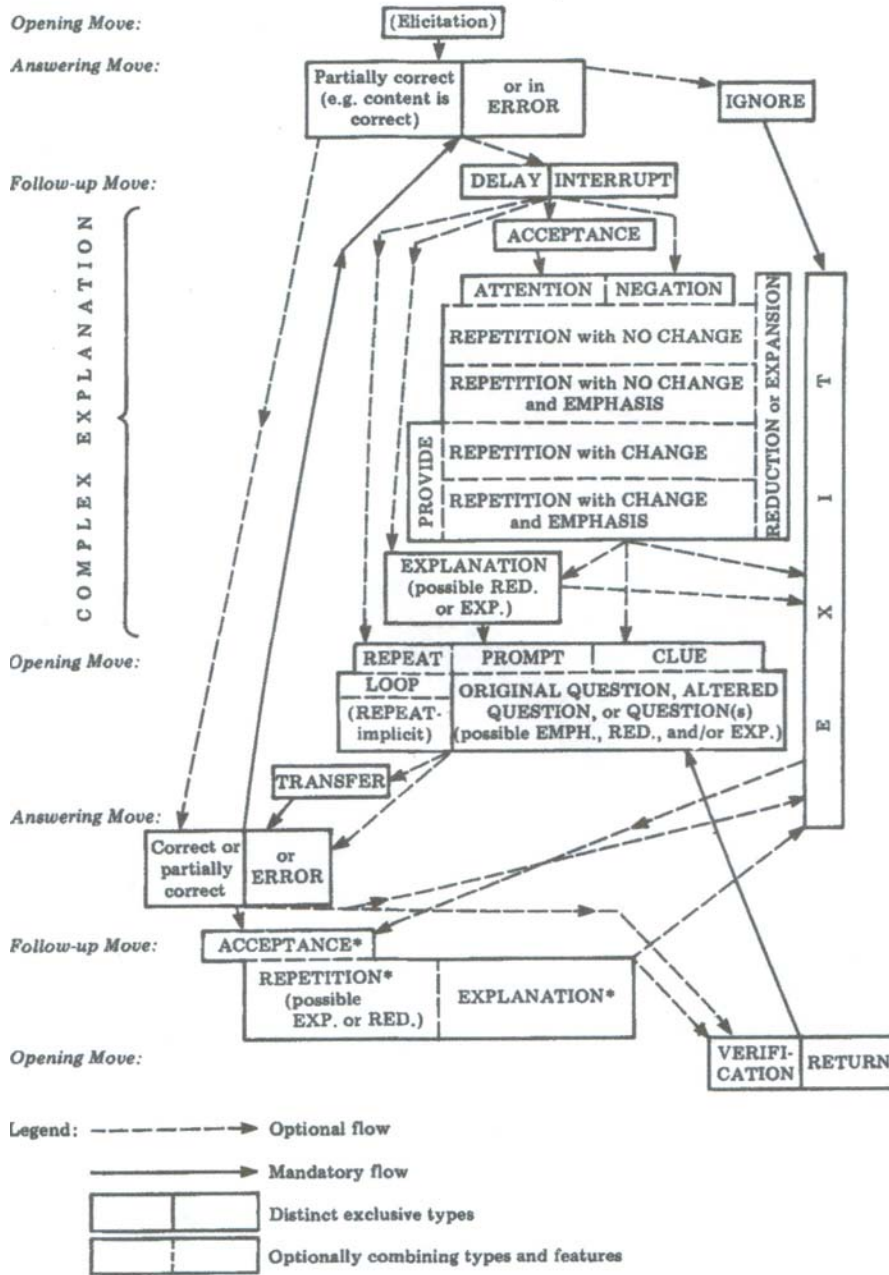 Opening Move:
(Elicitation)
Answering Move:
Partially correct
(e.g. content is
correct)
or in
ERROR
IGNORE
Follow-up Move:
DELAY
INTERRUPT
ACCEPTANCE
COMPLEX EXPLANATION
ATTENTION
NEGATION
REPETITION with NO CHANGE
REPETITION with NO CHANGE
and EMPHASIS
PROVIDE
REPETITION with CHANGE
REPETITION with CHANGE
and EMPHASIS
REDUCTION or EXPANSION
EXIT
EXPLANATION
(possible RED.
or EXP.)
Opening Move:
REPEAT
PROMPT
CLUE
LOOP
(REPEAT-
implicit)
ORIGINAL QUESTION, ALTERED
QUESTION, or QUESTION(s)
(possible EMPH., RED., and/or EXP.)
TRANSFER
Answering Move:
Correct or
partially
correct
or
ERROR
Follow-up Move:
ACCEPTANCE*
REPETITION*
(possible
EXP. or RED.)
EXPLANATION*
Opening Move:
VERIFI-
CATION
RETURN
Legend:
Optional flow
Mandatory flow
Distinct exclusive types
Optionally combining types and features